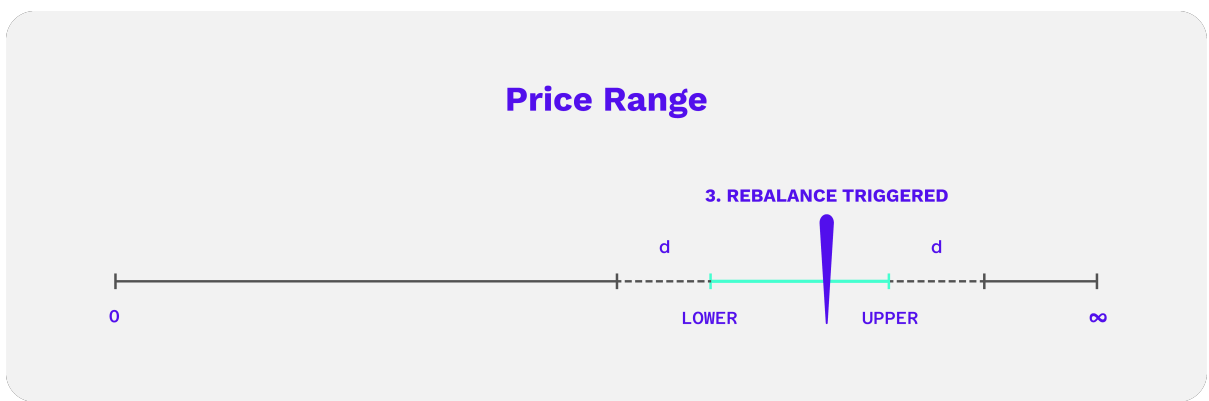 Price Range
3. REBALANCE TRIGGERED
d d
0 LOWER UPPER ∞